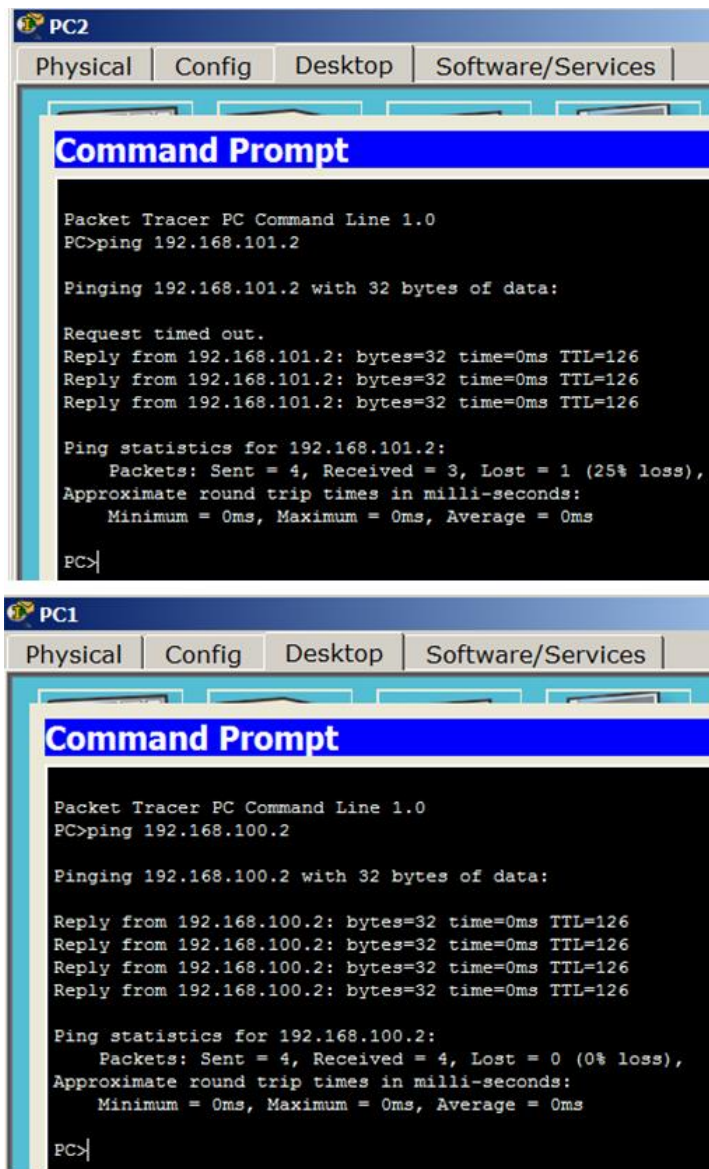 PC2
Physical Config Desktop Software/Services
Command Prompt
Packet Tracer PC Command Line 1.0
PC>ping 192.168.101.2
Pinging 192.168.101.2 with 32 bytes of data:
Request timed out.
Reply from 192.168.101.2: bytes=32 time=0ms TTL=126
Reply from 192.168.101.2: bytes=32 time=0ms TTL=126
Reply from 192.168.101.2: bytes=32 time=0ms TTL=126
Ping statistics for 192.168.101.2:
Packets: Sent = 4, Received = 3, Lost = 1 (25% loss),
Approximate round trip times in milli-seconds:
Minimum = 0ms, Maximum = 0ms, Average = 0ms
PC>
PC1
Physical Config Desktop Software/Services
Command Prompt
Packet Tracer PC Command Line 1.0
PC>ping 192.168.100.2
Pinging 192.168.100.2 with 32 bytes of data:
Reply from 192.168.100.2: bytes=32 time=0ms TTL=126
Reply from 192.168.100.2: bytes=32 time=0ms TTL=126
Reply from 192.168.100.2: bytes=32 time=0ms TTL=126
Reply from 192.168.100.2: bytes=32 time=0ms TTL=126
Ping statistics for 192.168.100.2:
Packets: Sent = 4, Received = 4, Lost = 0 (0% loss),
Approximate round trip times in milli-seconds:
Minimum = 0ms, Maximum = 0ms, Average = 0ms
PC>